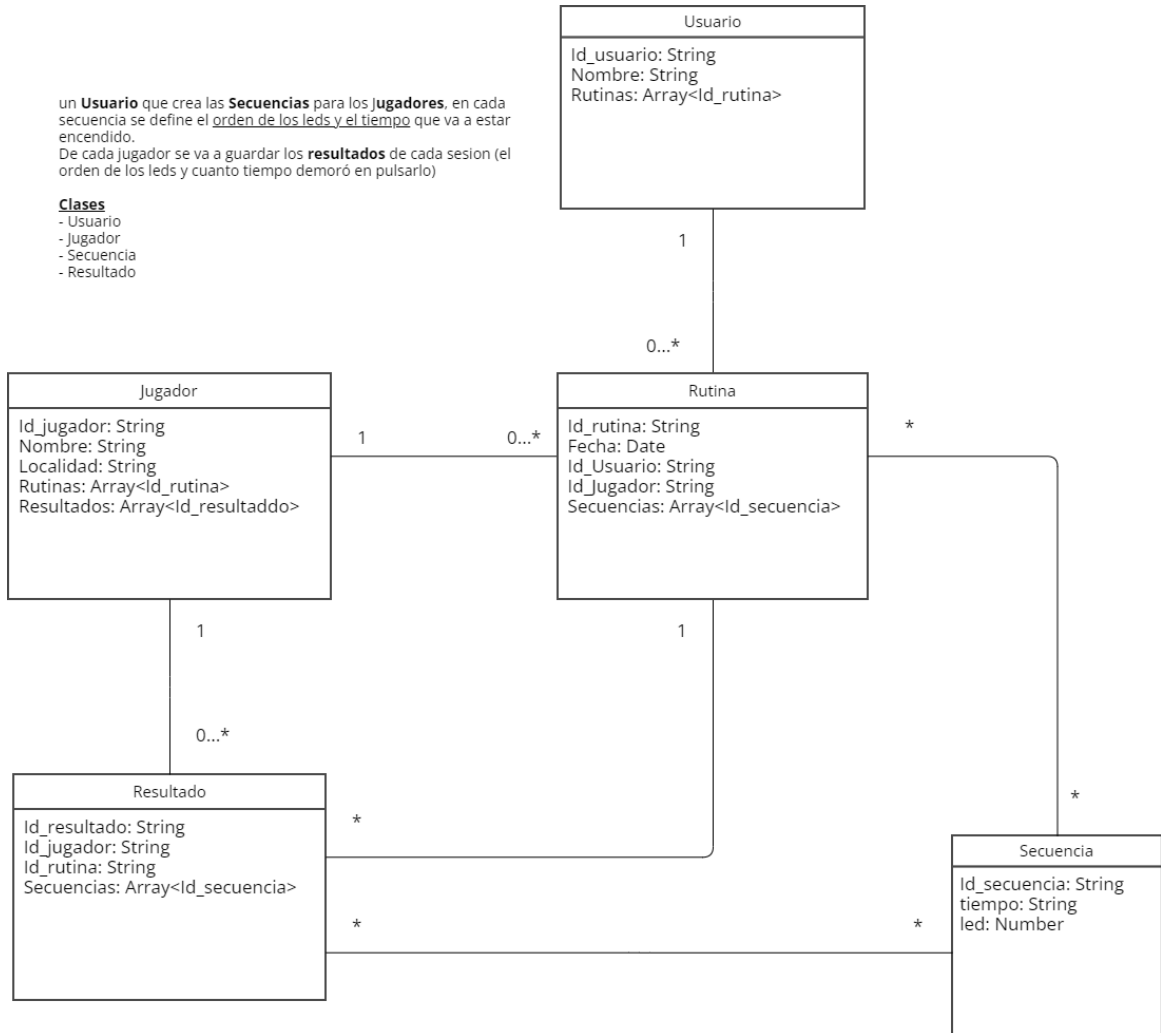 Usuario
Id_usuario: String
Nombre: String
Rutinas: Array<Id_rutina>
un Usuario que crea las Secuencias para los Jugadores, en cada
secuencia se define el orden de los leds y el tiempo que va a estar
encendido.
De cada jugador se va a guardar los resultados de cada sesion (el
orden de los leds y cuanto tiempo demoró en pulsarlo)
Clases
- Usuario
- Jugador
- Secuencia
- Resultado
1
0...*
Jugador
Id_jugador: String
Nombre: String
Localidad: String
Rutinas: Array<Id_rutina>
Resultados: Array<Id_resultaddo>
1
0...*
Rutina
Id_rutina: String
Fecha: Date
Id_Usuario: String
Id_Jugador: String
Secuencias: Array<Id_secuencia>
*
1
0...*
1
*
Resultado
Id_resultado: String
Id_jugador: String
Id_rutina: String
Secuencias: Array<Id_secuencia>
*
*
*
Secuencia
Id_secuencia: String
tiempo: String
led: Number